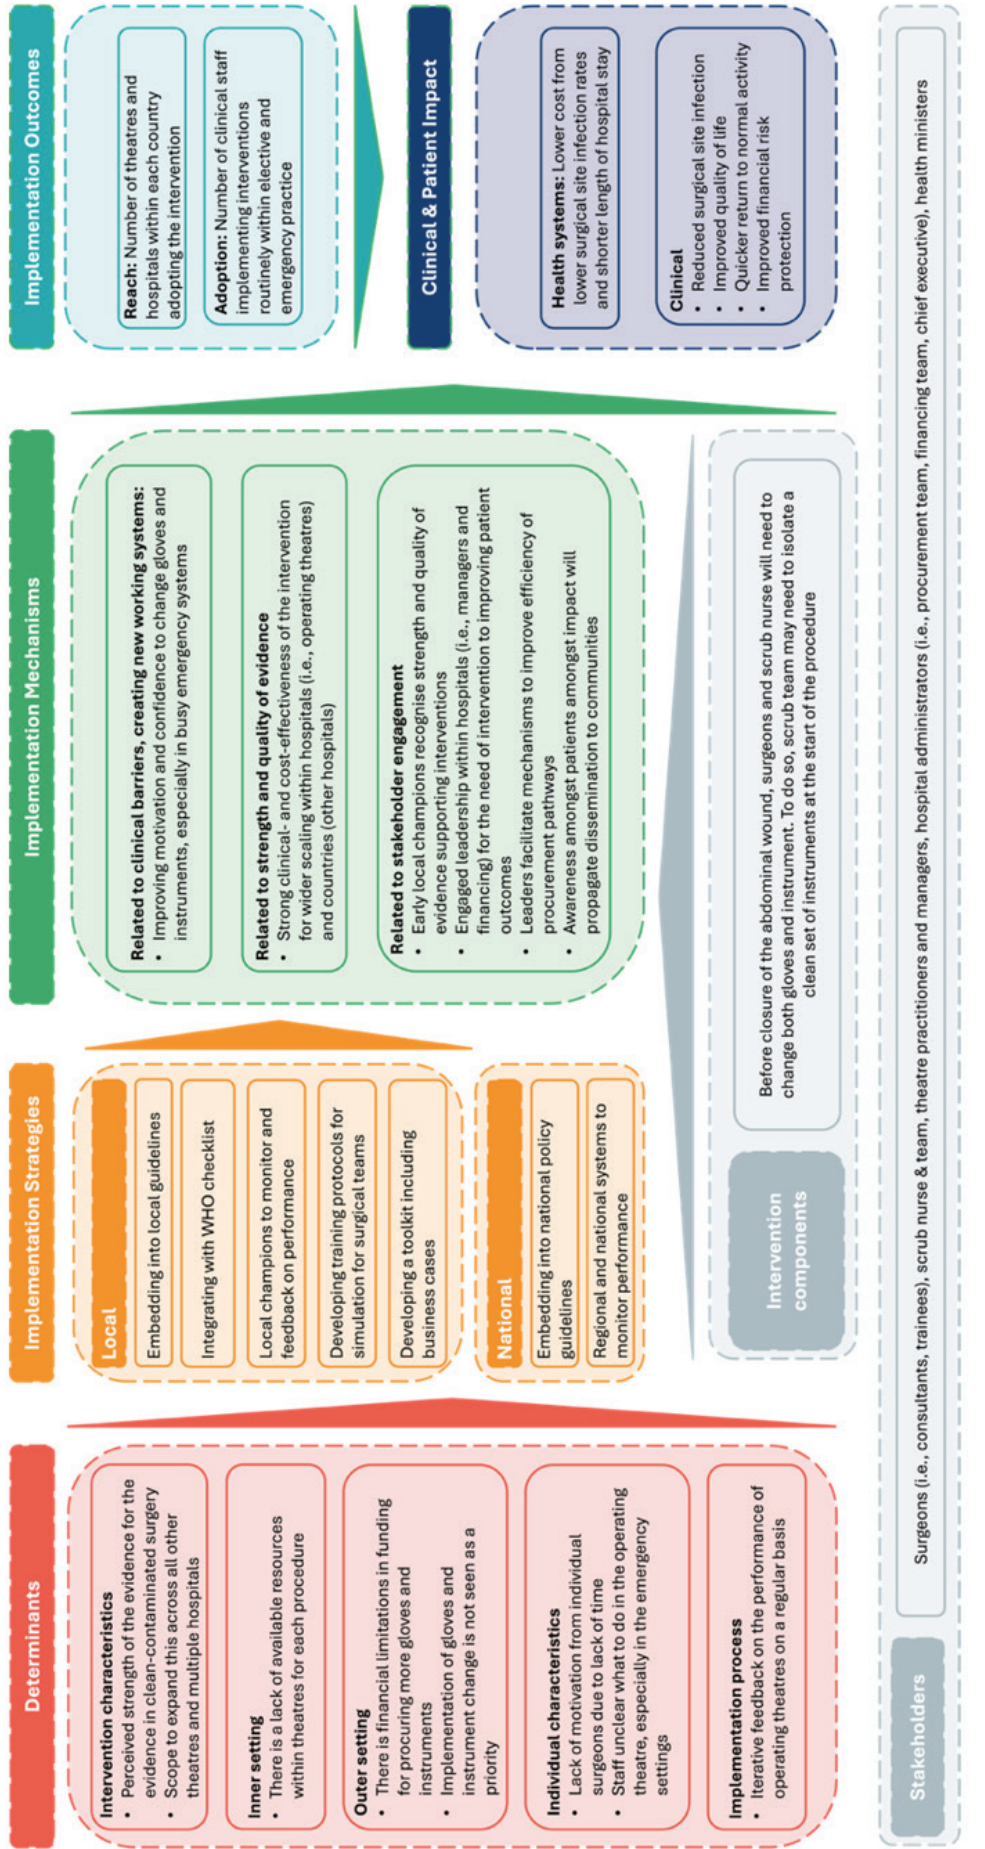 Determinants
Intervention characteristics
• Perceived strength of the evidence for the
evidence in clean-contaminated surgery
• Scope to expand this across all other
theatres and multiple hospitals
Inner setting
• There is a lack of available resources
within theatres for each procedure
Outer setting
• There is financial limitations in funding
for procuring more gloves and
instruments
• Implementation of gloves and
instrument change is not seen as a
priority
Individual characteristics
• Lack of motivation from individual
surgeons due to lack of time
• Staff unclear what to do in the operating
theatre, especially in the emergency
settings
Implementation process
• Iterative feedback on the performance of
operating theatres on a regular basis
Implementation Strategies
Local
Embedding into local guidelines
Integrating with WHO checklist
Local champions to monitor and
feedback on performance
Developing training protocols for
simulation for surgical teams
Developing a toolkit including
business cases
National
Embedding into national policy
guidelines
Regional and national systems to
monitor performance
Implementation Mechanisms
Related to clinical barriers, creating new working systems:
• Improving motivation and confidence to change gloves and
instruments, especially in busy emergency systems
Related to strength and quality of evidence
• Strong clinical- and cost-effectiveness of the intervention
for wider scaling within hospitals (i.e., operating theatres)
and countries (other hospitals)
Related to stakeholder engagement
• Early local champions recognise strength and quality of
evidence supporting interventions
• Engaged leadership within hospitals (i.e., managers and
financing) for the need of intervention to improving patient
outcomes
• Leaders facilitate mechanisms to improve efficiency of
procurement pathways
• Awareness amongst patients amongst impact will
propagate dissemination to communities
Implementation Outcomes
Reach: Number of theatres and
hospitals within each country
adopting the intervention
Adoption: Number of clinical staff
implementing interventions
routinely within elective and
emergency practice
Clinical & Patient Impact
Health systems: Lower cost from
lower surgical site infection rates
and shorter length of hospital stay
Clinical
• Reduced surgical site infection
• Improved quality of life
• Quicker return to normal activity
• Improved financial risk
protection
Intervention
components
Before closure of the abdominal wound, surgeons and scrub nurse will need to
change both gloves and instrument. To do so, scrub team may need to isolate a
clean set of instruments at the start of the procedure
Stakeholders
Surgeons (i.e., consultants, trainees), scrub nurse & team, theatre practitioners and managers, hospital administrators (i.e., procurement team, financing team, chief executive), health ministers